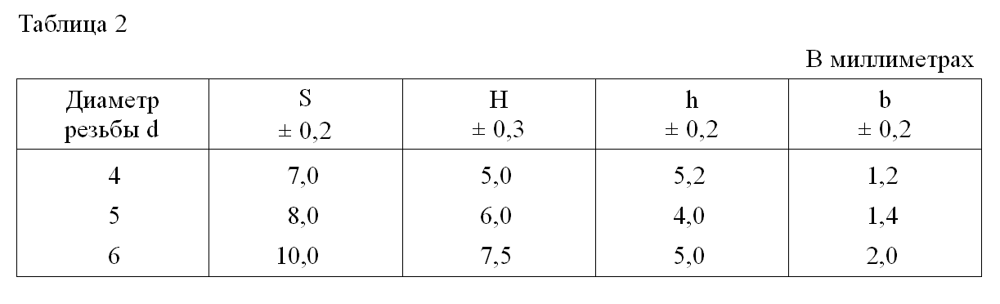 Таблица 2
В миллиметрах
Диаметр резьбы d S ± 0,2 H ± 0,3 h ± 0,2 b ± 0,2
4 7,0 5,0 5,2 1,2
5 8,0 6,0 4,0 1,4
6 10,0 7,5 5,0 2,0